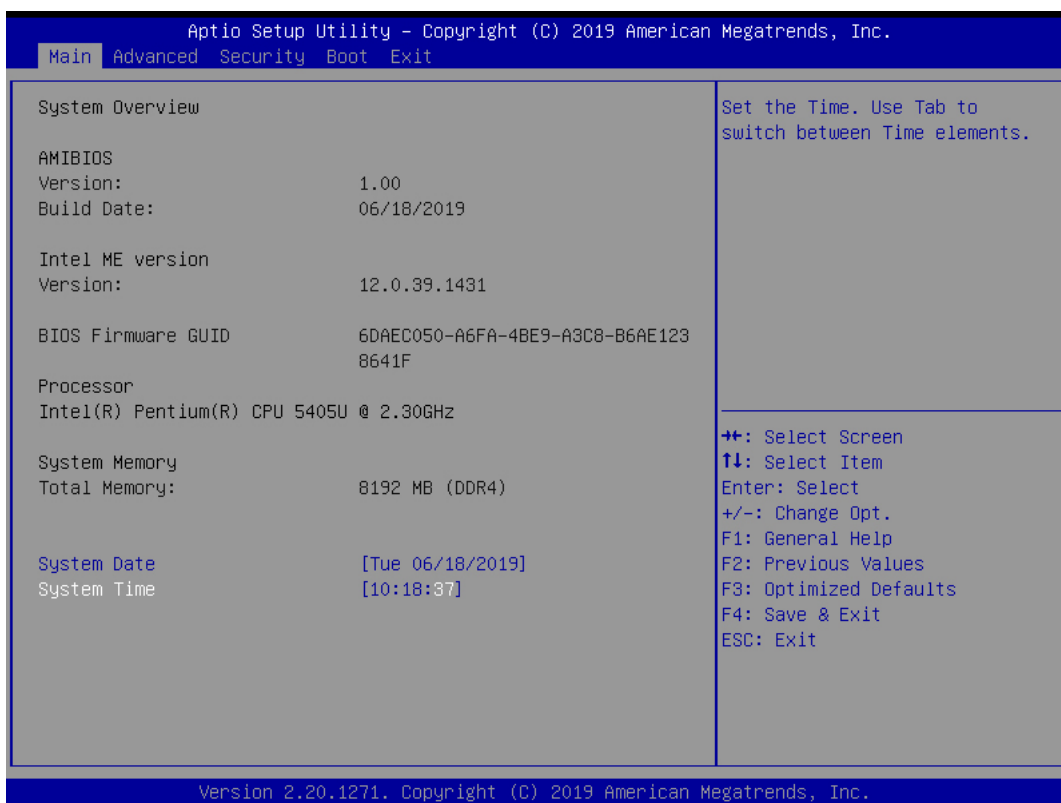 Aptio Setup Utility – Copyright (C) 2019 American Megatrends, Inc.
Main Advanced Security Boot Exit
System Overview
AMIBIOS
Version: 1.00
Build Date: 06/18/2019
Intel ME version
Version: 12.0.39.1431
BIOS Firmware GUID 6DAEC050-A6FA-4BE9-A3C8-B6AE123
8641F
Processor
Intel(R) Pentium(R) CPU 5405U @ 2.30GHz
System Memory
Total Memory: 8192 MB (DDR4)
System Date [Tue 06/18/2019]
System Time [10:18:37]
Set the Time. Use Tab to
switch between Time elements.
→←: Select Screen
↑↓: Select Item
Enter: Select
+/-: Change Opt.
F1: General Help
F2: Previous Values
F3: Optimized Defaults
F4: Save & Exit
ESC: Exit
Version 2.20.1271. Copyright (C) 2019 American Megatrends, Inc.